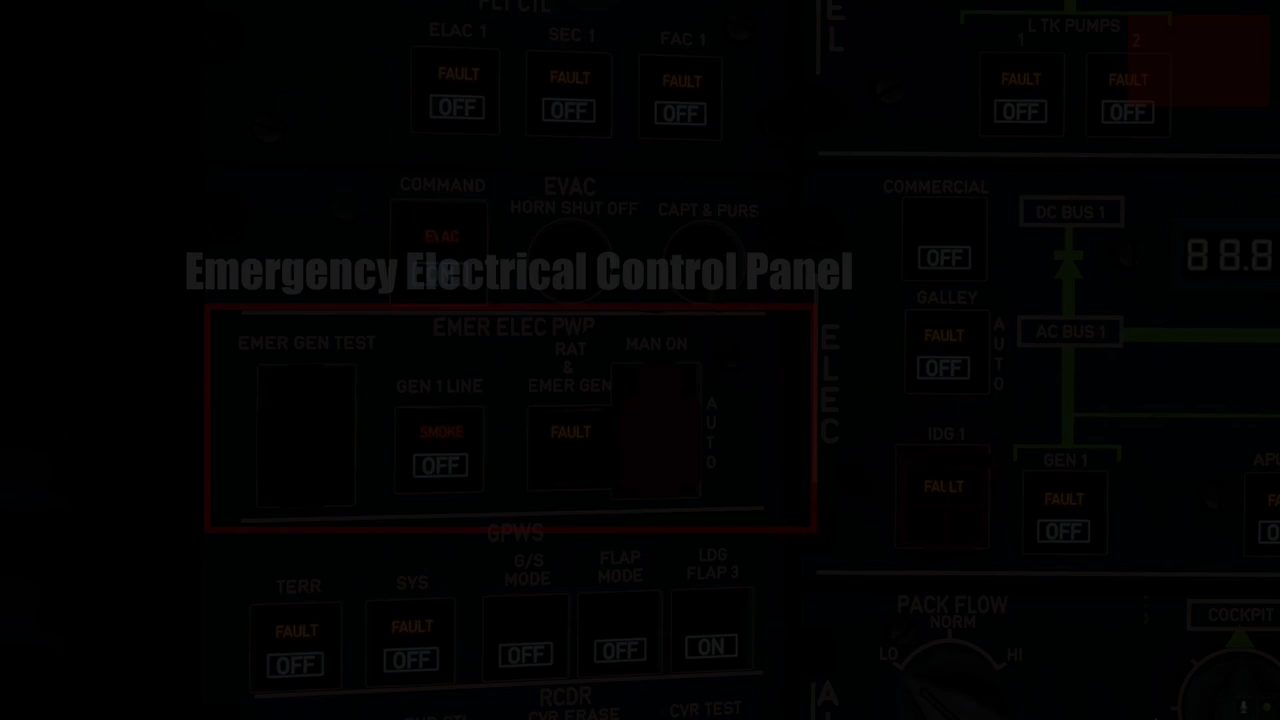 FLT CTL
ELAC 1 SEC 1 FAC 1
FAULT FAULT FAULT
OFF OFF OFF
EL
L TK PUMPS
1 2
FAULT FAULT
OFF OFF
COMMAND EVAC
HORN SHUT OFF CAPT & PURS
EVAC
Emergency Electrical Control Panel
EMER ELEC PWP
EMER GEN TEST RAT MAN ON
&
GEN 1 LINE EMER GEN
SMOKE FAULT
OFF
AUTO
GPWS
TERR SYS G/S MODE FLAP MODE LDG FLAP 3
FAULT FAULT
OFF OFF OFF OFF ON
RCDR
CVR ERASE CVR TEST
COMMERCIAL
OFF
DC BUS 1
88.8
GALLEY
FAULT
OFF
AUTO
AC BUS 1
ELEC
IDG 1
FAULT
GEN 1
FAULT
OFF
PACK FLOW
NORM
LO HI
COCKPIT